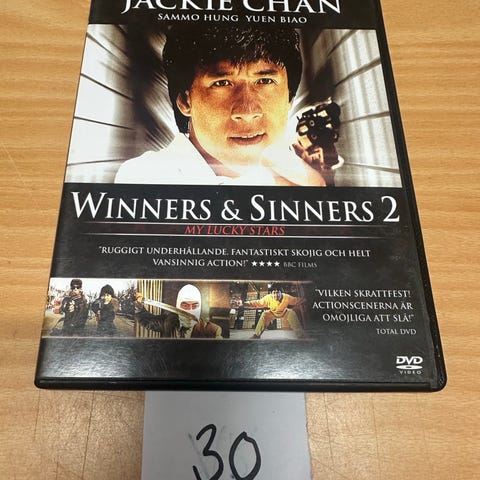 JACKIE CHAN
SAMMO HUNG YUEN BIAO
WINNERS & SINNERS 2
MY LUCKY STARS
"RUGGIGT UNDERHÅLLANDE. FANTASTISKT SKOJIG OCH HELT
VANSINNIG ACTION!" ★★★★ BBC FILMS
"VILKEN SKRATTFEST!
ACTIONSCENERNA ÄR
OMÖJLIGA ATT SLÅ!"
TOTAL DVD
DVD
VIDEO
30